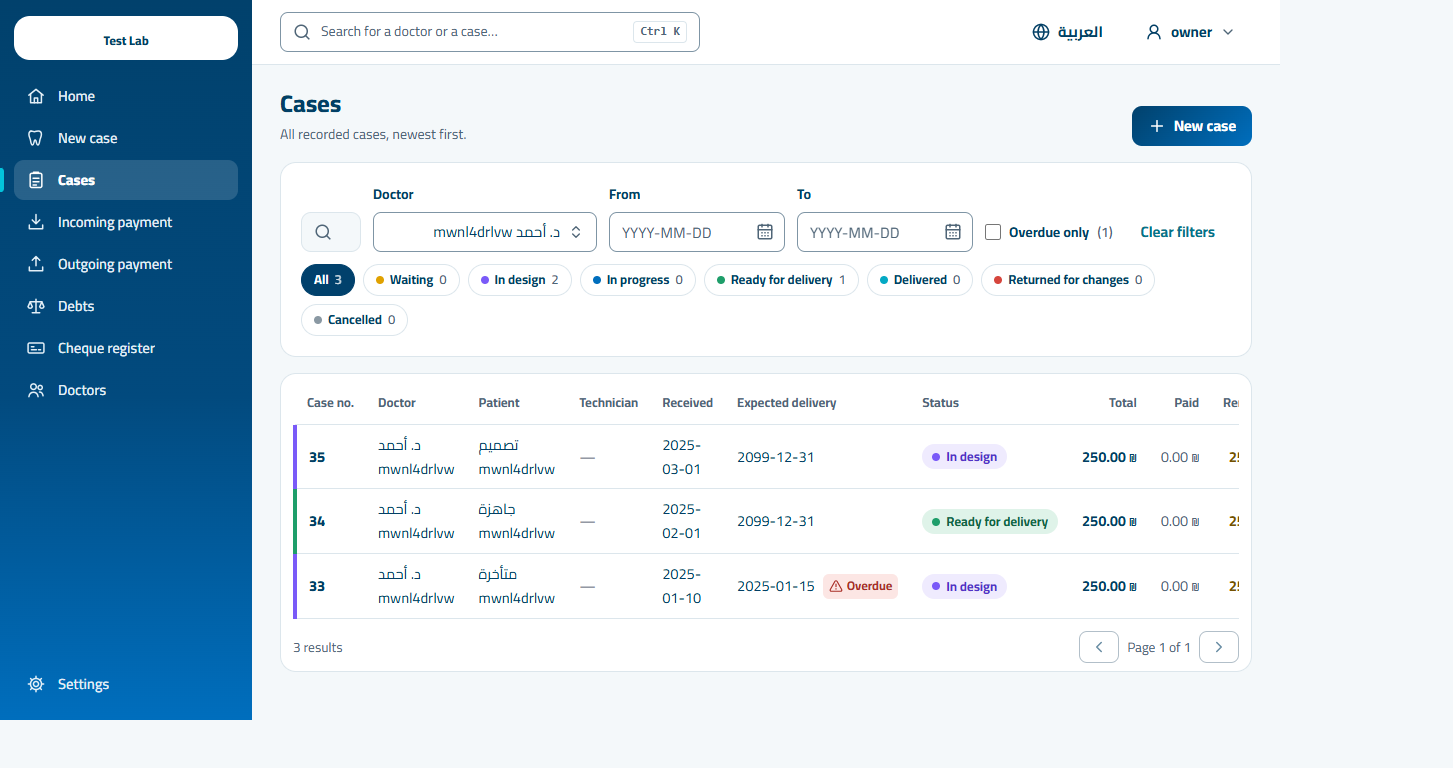 Test Lab
Search for a doctor or a case... Ctrl K
العربية
owner
Home
New case
Cases
Incoming payment
Outgoing payment
Debts
Cheque register
Doctors
Settings
Cases
All recorded cases, newest first.
New case
Doctor From To
د. أحمد mwnl4drlvw YYYY-MM-DD YYYY-MM-DD Overdue only (1) Clear filters
All 3 Waiting 0 In design 2 In progress 0 Ready for delivery 1 Delivered 0 Returned for changes 0
Cancelled 0
Case no. Doctor Patient Technician Received Expected delivery Status Total Paid
35 د. أحمد mwnl4drlvw تصميم mwnl4drlvw — 2025-03-01 2099-12-31 In design 250.00 ₪ 0.00 ₪
34 د. أحمد mwnl4drlvw جاهزة mwnl4drlvw — 2025-02-01 2099-12-31 Ready for delivery 250.00 ₪ 0.00 ₪
33 د. أحمد mwnl4drlvw متأخرة mwnl4drlvw — 2025-01-10 2025-01-15 Overdue In design 250.00 ₪ 0.00 ₪
3 results Page 1 of 1